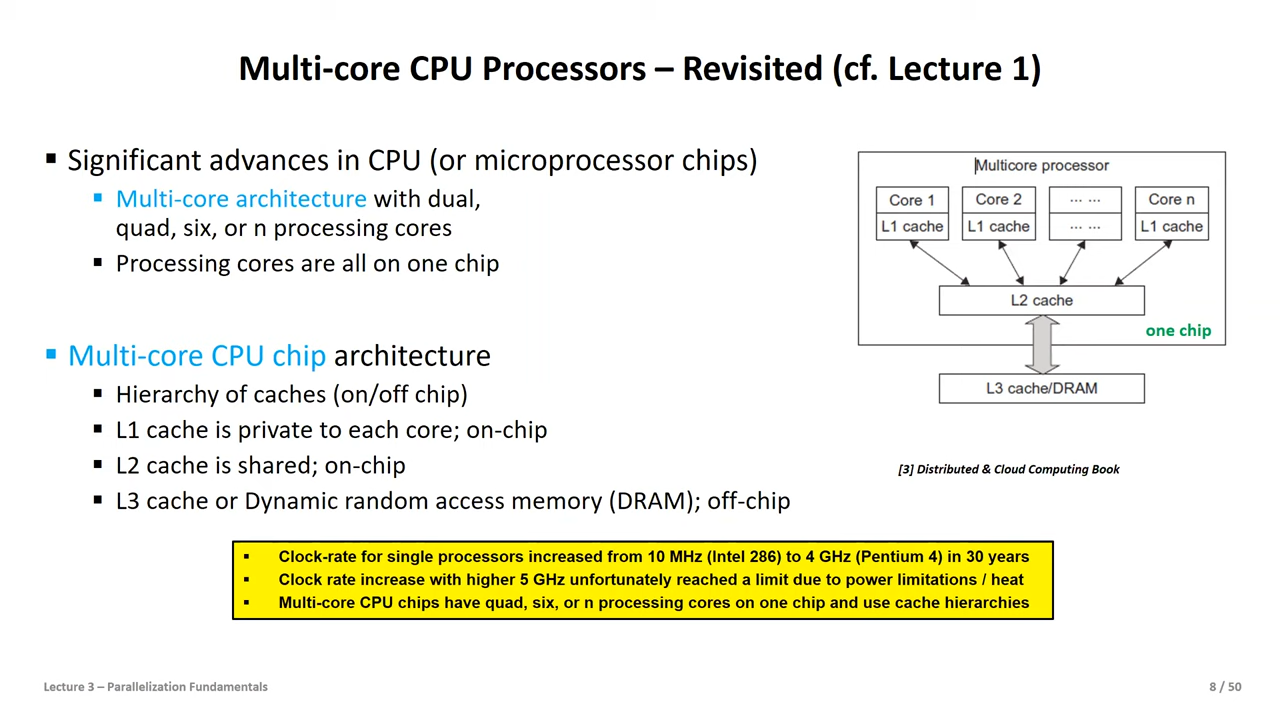 Multi-core CPU Processors – Revisited (cf. Lecture 1)
▪ Significant advances in CPU (or microprocessor chips)
▪ Multi-core architecture with dual,
quad, six, or n processing cores
▪ Processing cores are all on one chip
▪ Multi-core CPU chip architecture
▪ Hierarchy of caches (on/off chip)
▪ L1 cache is private to each core; on-chip
▪ L2 cache is shared; on-chip
▪ L3 cache or Dynamic random access memory (DRAM); off-chip
Multicore processor
Core 1 Core 2 ... ... Core n
L1 cache L1 cache ... ... L1 cache
L2 cache
one chip
L3 cache/DRAM
[3] Distributed & Cloud Computing Book
▪ Clock-rate for single processors increased from 10 MHz (Intel 286) to 4 GHz (Pentium 4) in 30 years
▪ Clock rate increase with higher 5 GHz unfortunately reached a limit due to power limitations / heat
▪ Multi-core CPU chips have quad, six, or n processing cores on one chip and use cache hierarchies
Lecture 3 – Parallelization Fundamentals
8 / 50